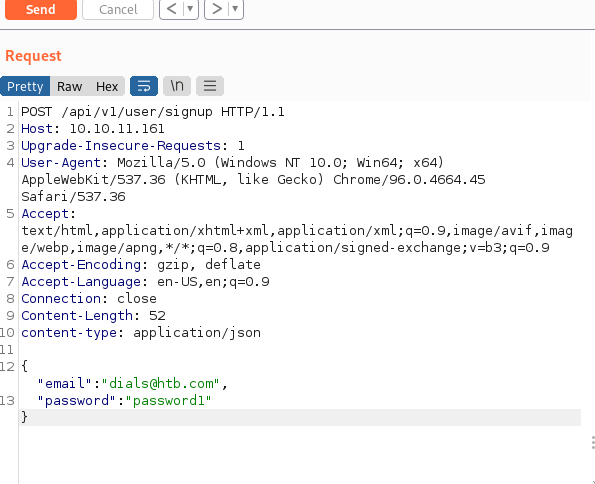 Send
Cancel
< >
Request
Pretty Raw Hex \n
1 POST /api/v1/user/signup HTTP/1.1
2 Host: 10.10.11.161
3 Upgrade-Insecure-Requests: 1
4 User-Agent: Mozilla/5.0 (Windows NT 10.0; Win64; x64)
AppleWebKit/537.36 (KHTML, like Gecko) Chrome/96.0.4664.45
Safari/537.36
5 Accept:
text/html,application/xhtml+xml,application/xml;q=0.9,image/avif,imag
e/webp,image/apng,*/*;q=0.8,application/signed-exchange;v=b3;q=0.9
6 Accept-Encoding: gzip, deflate
7 Accept-Language: en-US,en;q=0.9
8 Connection: close
9 Content-Length: 52
10 content-type: application/json
11
12 {
"email":"dials@htb.com",
13 "password":"password1"
}